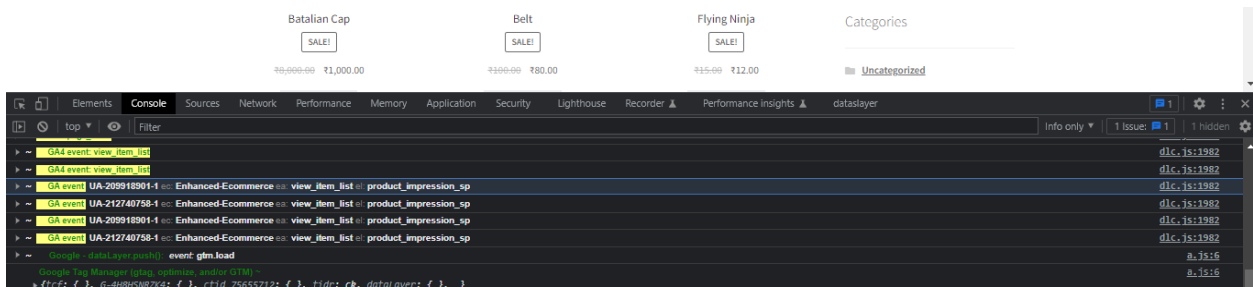 Batalian Cap Belt Flying Ninja Categories
SALE! SALE! SALE!
₹8,000.00 ₹1,000.00 ₹100.00 ₹80.00 ₹15.00 ₹12.00 Uncategorized
Elements Console Sources Network Performance Memory Application Security Lighthouse Recorder Performance insights dataslayer 1
top ▼ Filter Info only ▼ 1 Issue: 1 1 hidden
~ GA4 event: view_item_list dlc.js:1982
~ GA4 event: view_item_list dlc.js:1982
~ GA event UA-209918901-1 ec: Enhanced-Ecommerce ea: view_item_list el: product_impression_sp dlc.js:1982
~ GA event UA-212740758-1 ec: Enhanced-Ecommerce ea: view_item_list el: product_impression_sp dlc.js:1982
~ GA event UA-209918901-1 ec: Enhanced-Ecommerce ea: view_item_list el: product_impression_sp dlc.js:1982
~ GA event UA-212740758-1 ec: Enhanced-Ecommerce ea: view_item_list el: product_impression_sp dlc.js:1982
~ Google - dataLayer.push(): event: gtm.load a.js:6
Google Tag Manager (gtag, optimize, and/or GTM) ~ a.js:6
{tcf: { }, G-4H8HSNRZK4: { }, ctid_75655712: { }, tidr: ck, dataLayer: { }, }